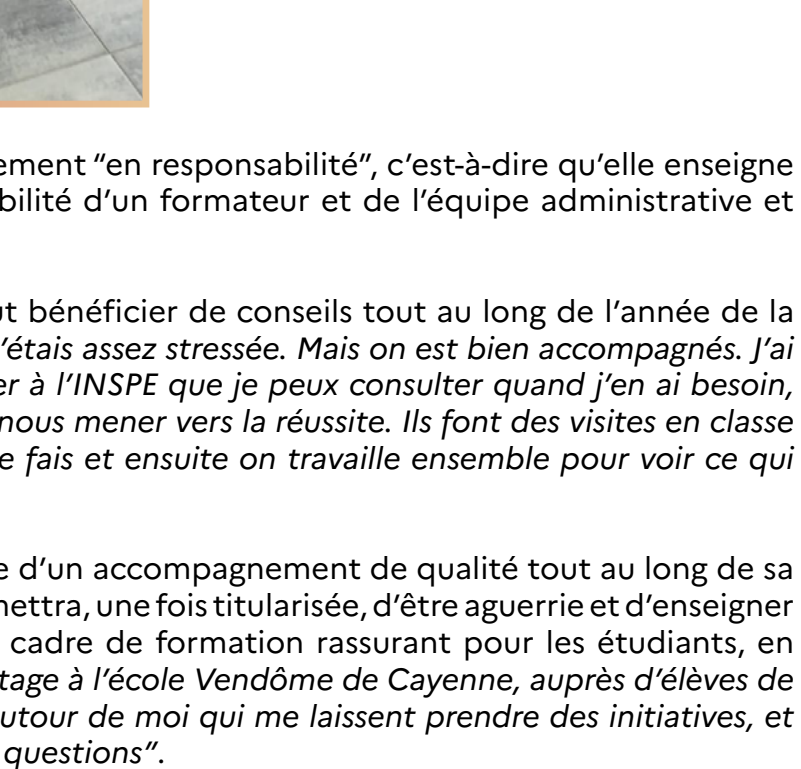 ement “en responsabilité”, c’est-à-dire qu’elle enseigne
bilité d’un formateur et de l’équipe administrative et
ut bénéficier de conseils tout au long de l’année de la
’étais assez stressée. Mais on est bien accompagnés. J’ai
er à l’INSPE que je peux consulter quand j’en ai besoin,
nous mener vers la réussite. Ils font des visites en classe
e fais et ensuite on travaille ensemble pour voir ce qui
e d’un accompagnement de qualité tout au long de sa
mettra, une fois titularisée, d’être aguerrie et d’enseigner
cadre de formation rassurant pour les étudiants, en
tage à l’école Vendôme de Cayenne, auprès d’élèves de
utour de moi qui me laissent prendre des initiatives, et
questions”.